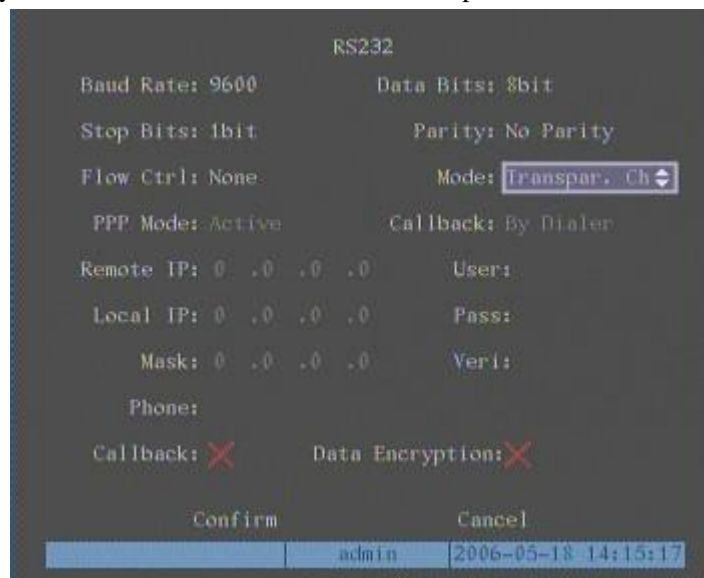 RS232
Baud Rate: 9600 Data Bits: 8bit
Stop Bits: 1bit Parity: No Parity
Flow Ctrl: None Mode: Transpar. Ch
PPP Mode: Active Callback: By Dialer
Remote IP: 0 .0 .0 .0 User:
Local IP: 0 .0 .0 .0 Pass:
Mask: 0 .0 .0 .0 Veri:
Phone:
Callback: Data Encryption:
Confirm Cancel
admin 2006-05-18 14:15:17